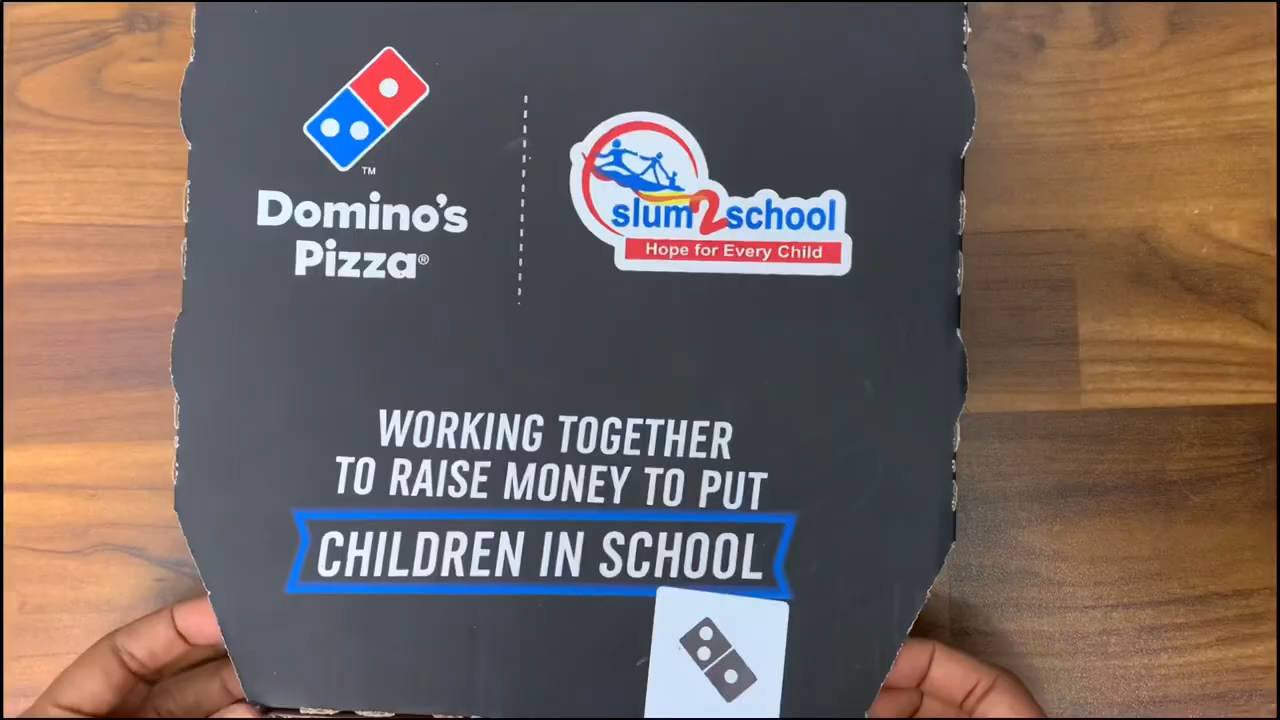 Domino's
Pizza®
™
slum2school
Hope for Every Child
WORKING TOGETHER
TO RAISE MONEY TO PUT
CHILDREN IN SCHOOL